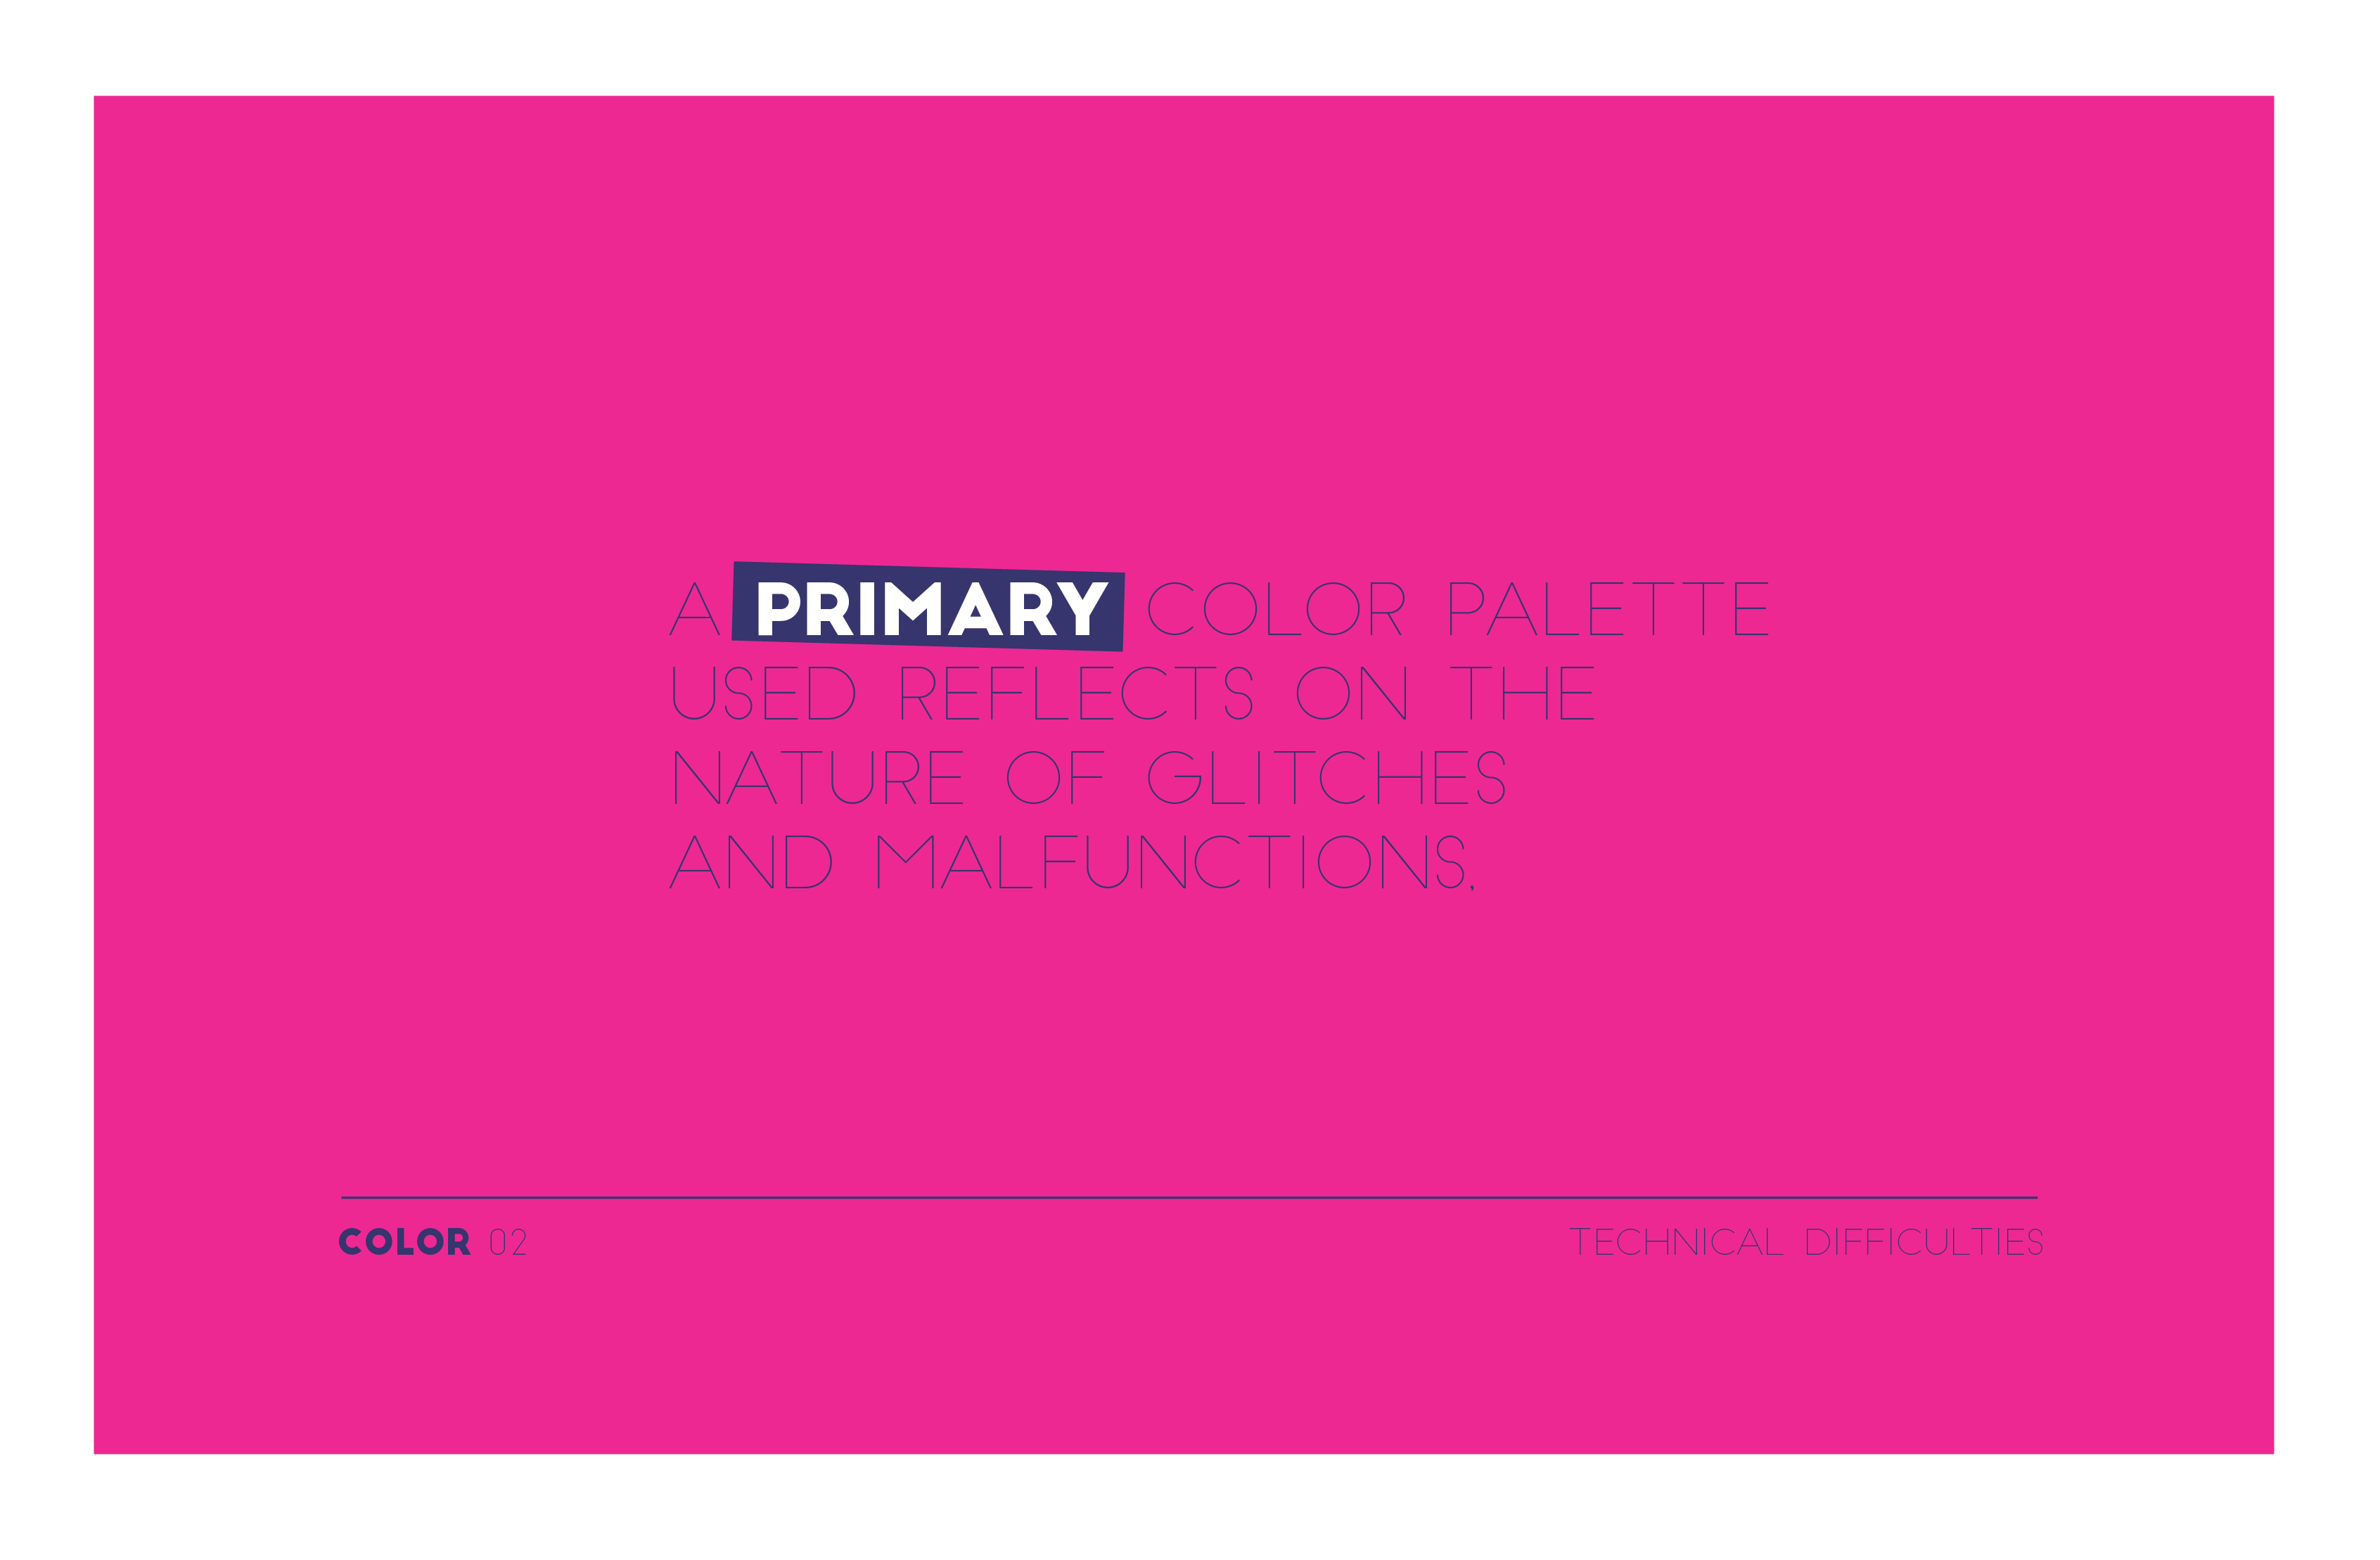 A PRIMARY COLOR PALETTE
USED REFLECTS ON THE
NATURE OF GLITCHES
AND MALFUNCTIONS.
COLOR 02
TECHNICAL DIFFICULTIES